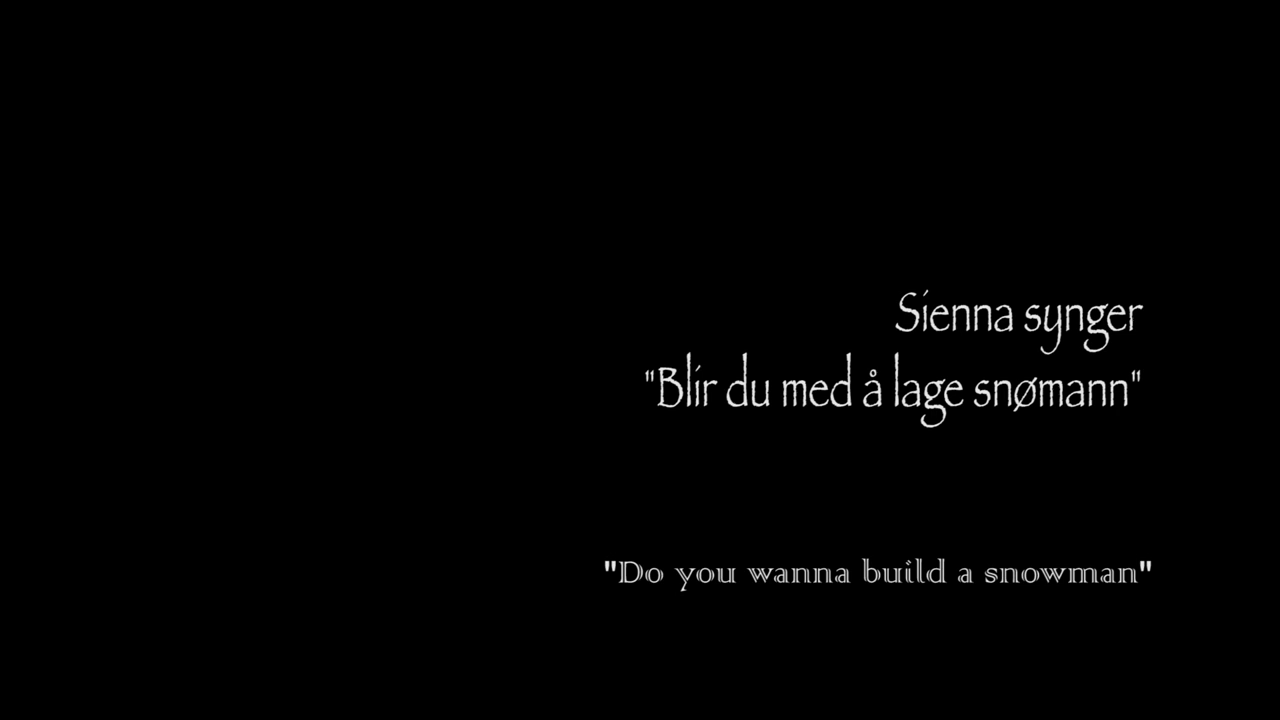 Sienna synger
"Blir du med å lage snømann"
"Do you wanna build a snowman"